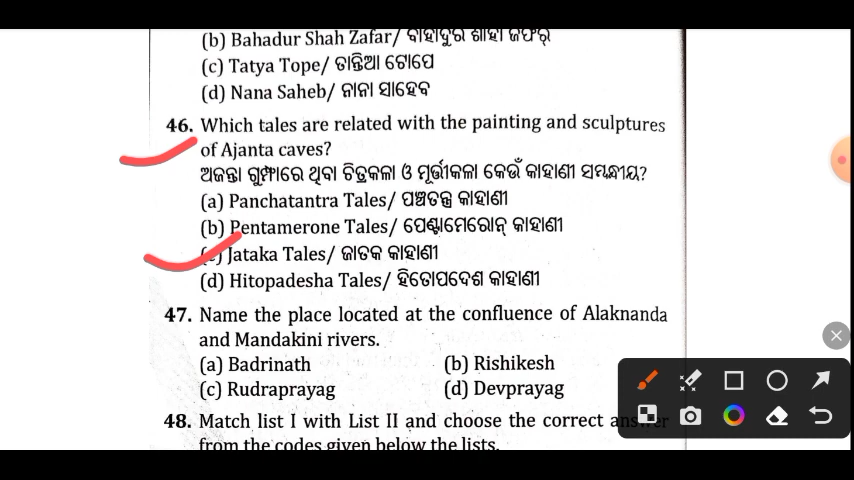 (b) Bahadur Shah Zafar/ ବାହାଦୁର ଶାହା ଜଫର୍
(c) Tatya Tope/ ତାନ୍ତିଆ ଟୋପେ
(d) Nana Saheb/ ନାନା ସାହେବ
46. Which tales are related with the painting and sculptures
of Ajanta caves?
ଅଜନ୍ତା ଗୁମ୍ଫାରେ ଥିବା ଚିତ୍ରକଳା ଓ ମୂର୍ତ୍ତୀକଳା କେଉଁ କାହାଣୀ ସମ୍ବନ୍ଧୀୟ?
(a) Panchatantra Tales/ ପଞ୍ଚତନ୍ତ୍ର କାହାଣୀ
(b) Pentamerone Tales/ ପେଣ୍ଟାମେରୋନ୍ କାହାଣୀ
(c) Jataka Tales/ ଜାତକ କାହାଣୀ
(d) Hitopadesha Tales/ ହିତୋପଦେଶ କାହାଣୀ
47. Name the place located at the confluence of Alaknanda
and Mandakini rivers.
(a) Badrinath (b) Rishikesh
(c) Rudraprayag (d) Devprayag
48. Match list I with List II and choose the correct answer
from the codes given below the lists.